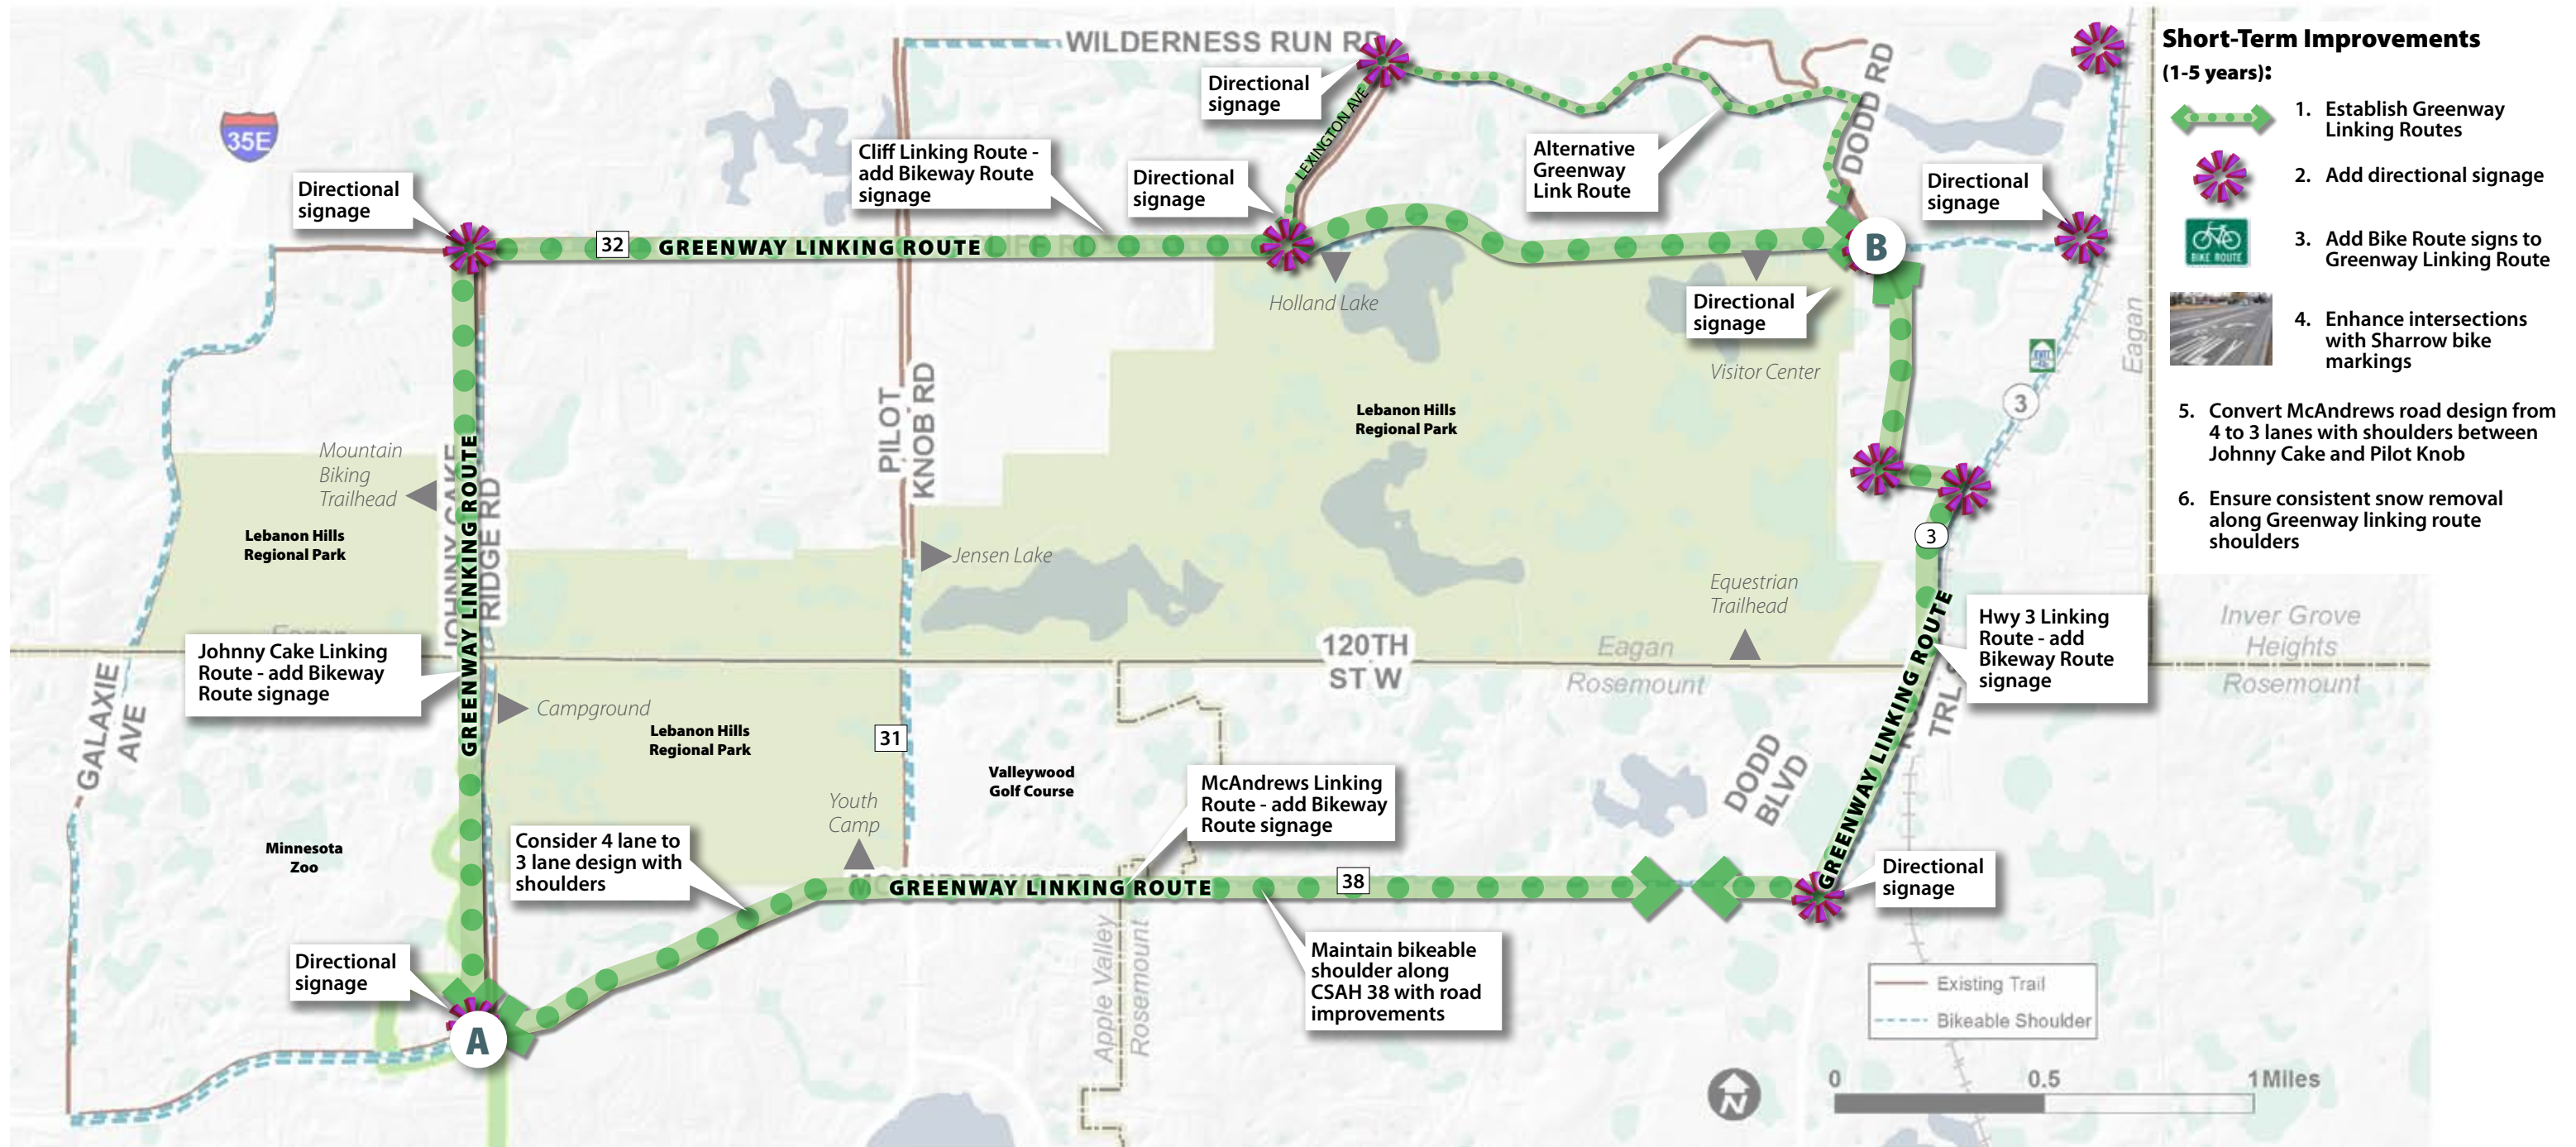 WILDERNESS RUN RD
Directional
signage
LEXINGTON AVE
DODD RD
35E
Cliff Linking Route -
add Bikeway Route
signage
Directional
signage
Alternative
Greenway
Link Route
Directional
signage
Directional
signage
32
GREENWAY LINKING ROUTE
B
Holland Lake
Directional
signage
Visitor Center
Eagan
3
PILOT
KNOB RD
Lebanon Hills
Regional Park
Mountain
Biking
Trailhead
JOHNNY CAKE
RIDGE RD
GREENWAY LINKING ROUTE
Lebanon Hills
Regional Park
Jensen Lake
3
Equestrian
Trailhead
Hwy 3 Linking
Route - add
Bikeway Route
signage
GREENWAY LINKING ROUTE
TRL
Inver Grove
Heights
Rosemount
120TH
ST W
Eagan
Rosemount
Johnny Cake Linking
Route - add Bikeway
Route signage
GALAXIE
AVE
Campground
Lebanon Hills
Regional Park
31
Valleywood
Golf Course
DODD
BLVD
McAndrews Linking
Route - add Bikeway
Route signage
Youth
Camp
Minnesota
Zoo
Consider 4 lane to
3 lane design with
shoulders
GREENWAY LINKING ROUTE
38
Directional
signage
Maintain bikeable
shoulder along
CSAH 38 with road
improvements
Apple Valley
Rosemount
Directional
signage
A
Existing Trail
Bikeable Shoulder
N
0
0.5
1 Miles
Short-Term Improvements
(1-5 years):
1. Establish Greenway
Linking Routes
2. Add directional signage
BIKE ROUTE
3. Add Bike Route signs to
Greenway Linking Route
4. Enhance intersections
with Sharrow bike
markings
5. Convert McAndrews road design from
4 to 3 lanes with shoulders between
Johnny Cake and Pilot Knob
6. Ensure consistent snow removal
along Greenway linking route
shoulders